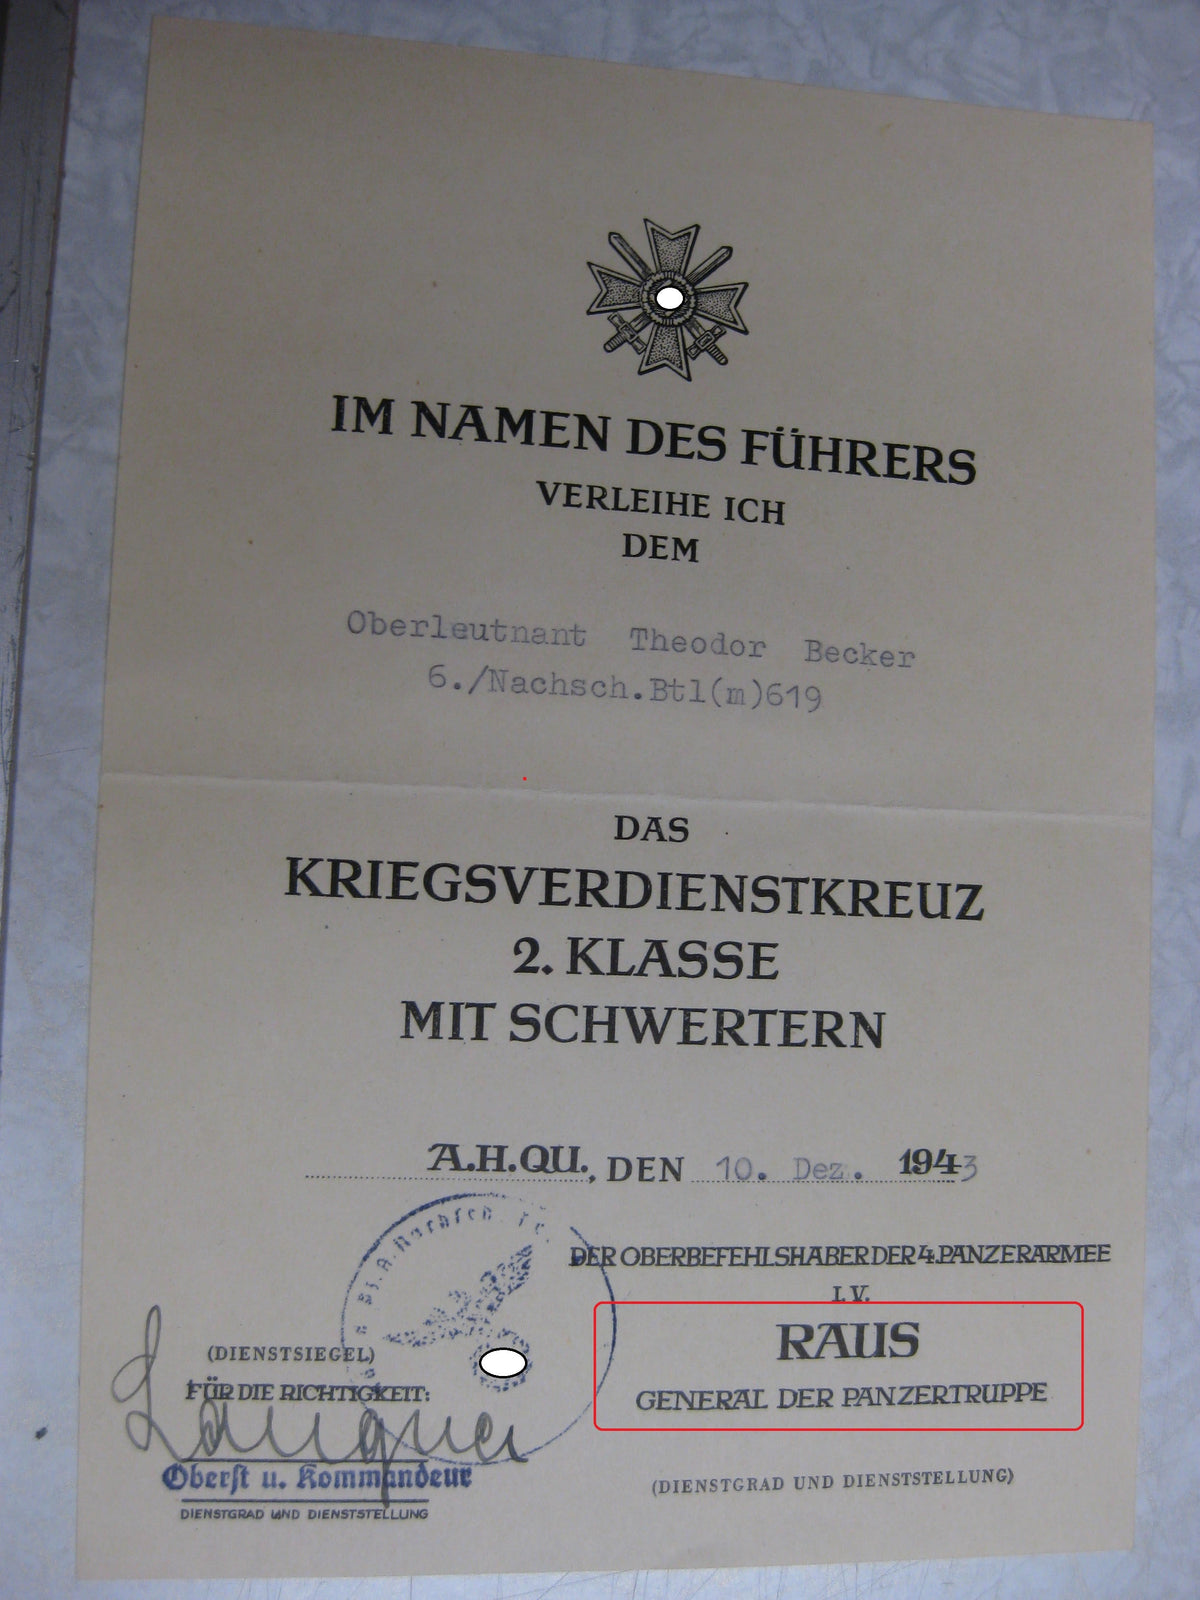 IM NAMEN DES FÜHRERS
VERLEIHE ICH
DEM
Oberleutnant Theodor Becker
6./Nachsch.Btl(m)619
DAS
KRIEGSVERDIENSTKREUZ
2. KLASSE
MIT SCHWERTERN
A.H.QU., DEN 10. Dez. 1943
DER OBERBEFEHLSHABER DER 4.PANZERARMEE
I.V.
RAUS
GENERAL DER PANZERTRUPPE
(DIENSTGRAD UND DIENSTSTELLUNG)
(DIENSTSIEGEL)
FÜR DIE RICHTIGKEIT:
Oberst u. Kommandeur
DIENSTGRAD UND DIENSTSTELLUNG